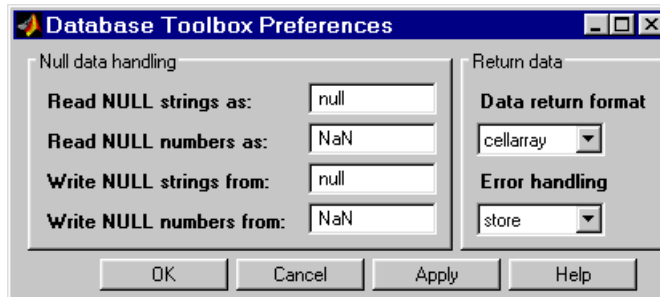 Database Toolbox Preferences
Null data handling
Read NULL strings as: null
Read NULL numbers as: NaN
Write NULL strings from: null
Write NULL numbers from: NaN
Return data
Data return format
cellarray
Error handling
store
OK Cancel Apply Help